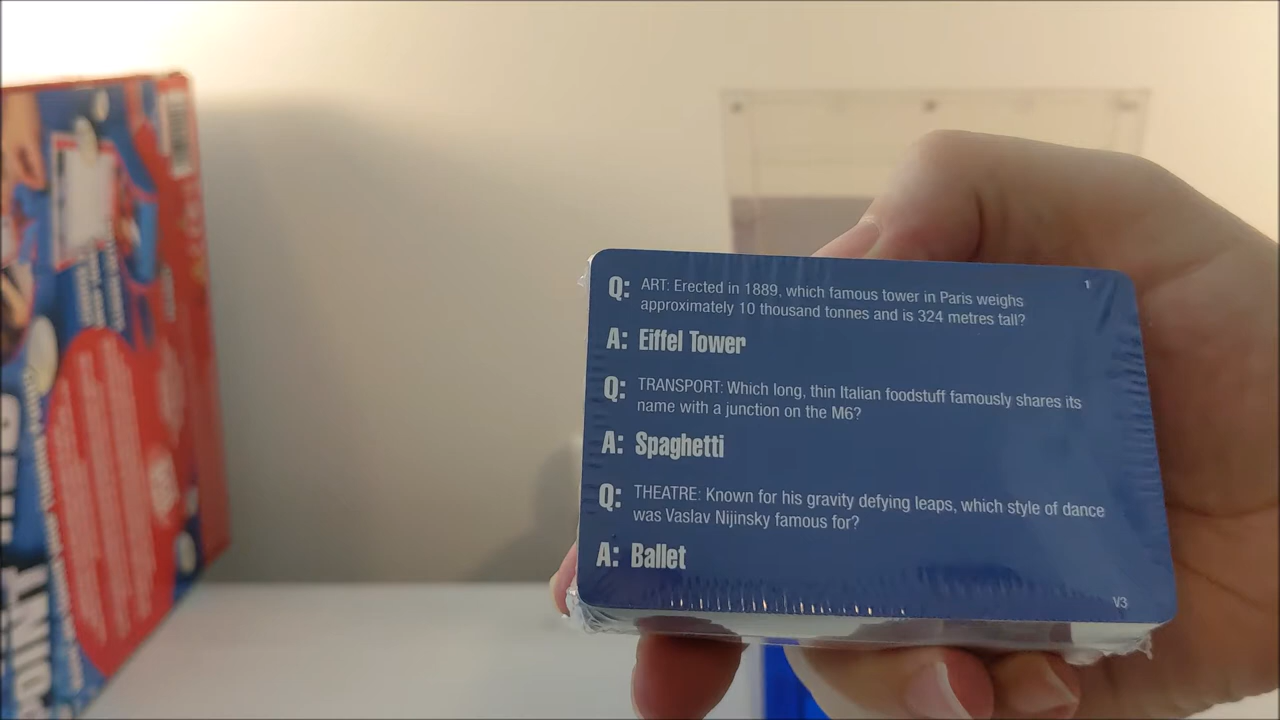 1
Q: ART: Erected in 1889, which famous tower in Paris weighs
approximately 10 thousand tonnes and is 324 metres tall?
A: Eiffel Tower
Q: TRANSPORT: Which long, thin Italian foodstuff famously shares its
name with a junction on the M6?
A: Spaghetti
Q: THEATRE: Known for his gravity defying leaps, which style of dance
was Vaslav Nijinsky famous for?
A: Ballet
V3